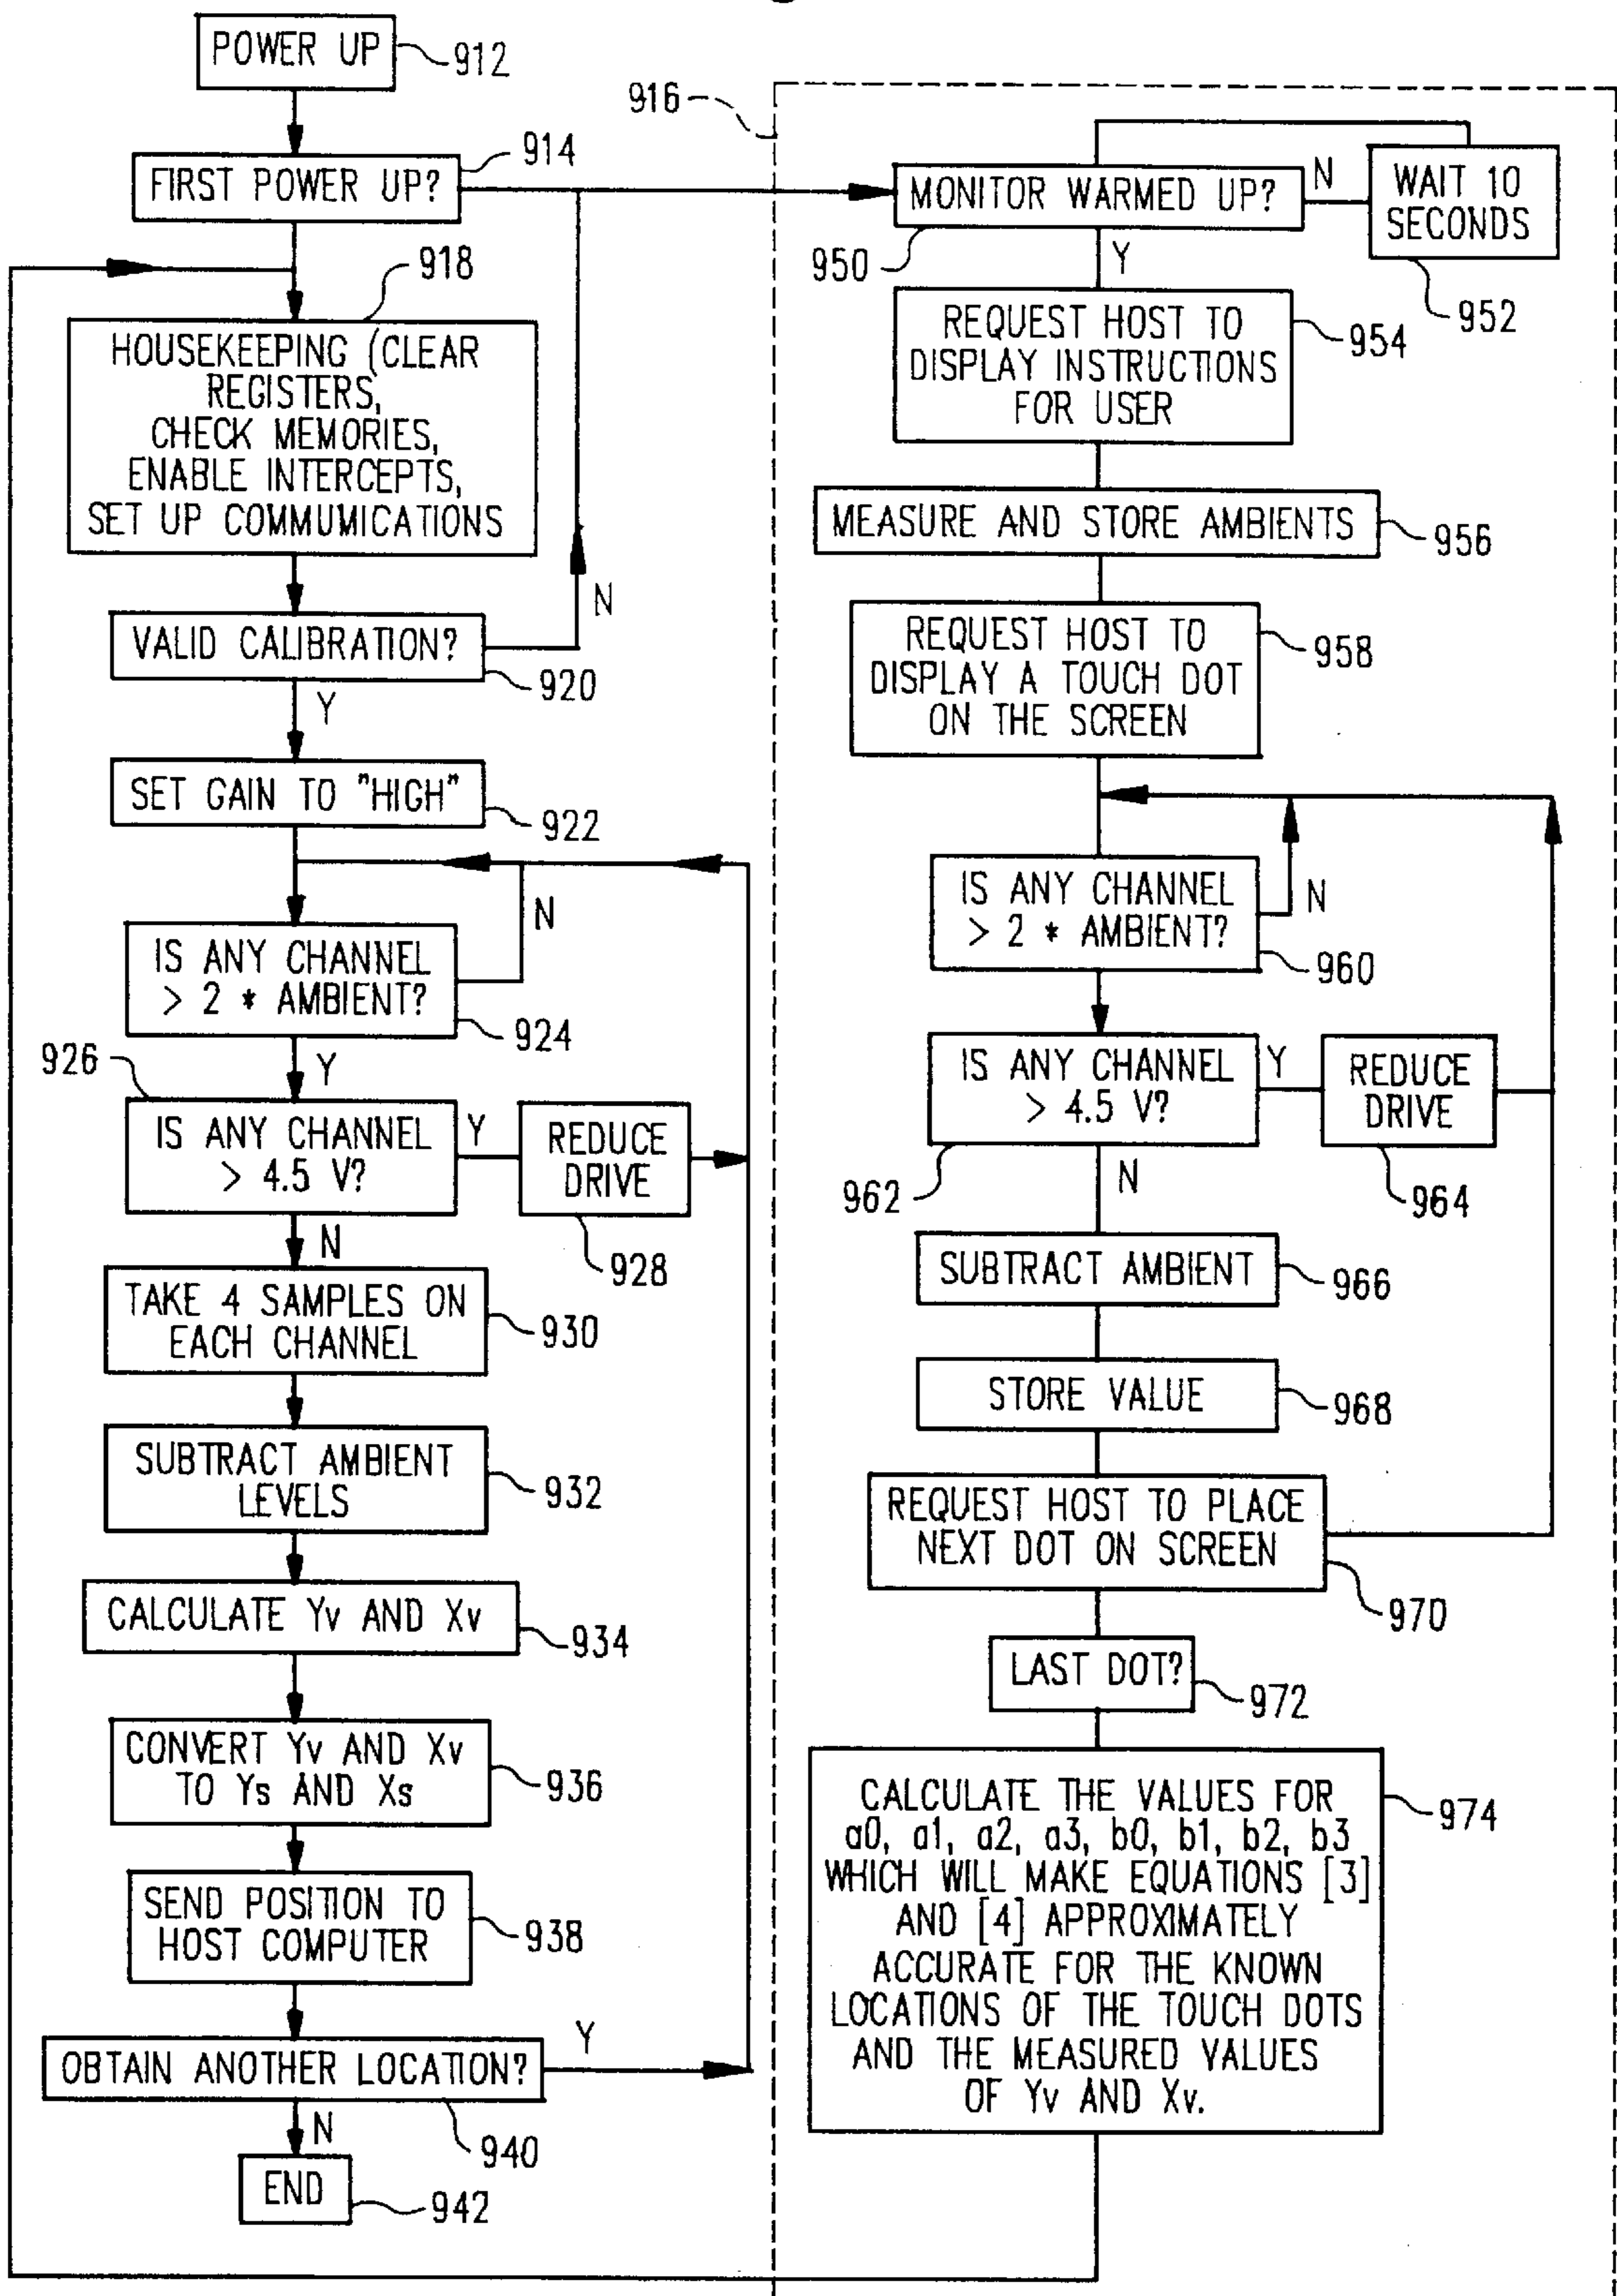 POWER UP
912
FIRST POWER UP?
914
918
HOUSEKEEPING (CLEAR
REGISTERS,
CHECK MEMORIES,
ENABLE INTERCEPTS,
SET UP COMMUMICATIONS
VALID CALIBRATION?
920
N
Y
SET GAIN TO "HIGH"
922
IS ANY CHANNEL
> 2 * AMBIENT?
924
N
Y
926
IS ANY CHANNEL
> 4.5 V?
Y
REDUCE
DRIVE
928
N
TAKE 4 SAMPLES ON
EACH CHANNEL
930
SUBTRACT AMBIENT
LEVELS
932
CALCULATE Yv AND Xv
934
CONVERT Yv AND Xv
TO Ys AND Xs
936
SEND POSITION TO
HOST COMPUTER
938
OBTAIN ANOTHER LOCATION?
Y
940
N
END
942
916
MONITOR WARMED UP?
N
WAIT 10
SECONDS
950
952
Y
REQUEST HOST TO
DISPLAY INSTRUCTIONS
FOR USER
954
MEASURE AND STORE AMBIENTS
956
REQUEST HOST TO
DISPLAY A TOUCH DOT
ON THE SCREEN
958
IS ANY CHANNEL
> 2 * AMBIENT?
N
960
IS ANY CHANNEL
> 4.5 V?
Y
REDUCE
DRIVE
962
964
N
SUBTRACT AMBIENT
966
STORE VALUE
968
REQUEST HOST TO PLACE
NEXT DOT ON SCREEN
970
LAST DOT?
972
CALCULATE THE VALUES FOR
a0, a1, a2, a3, b0, b1, b2, b3
WHICH WILL MAKE EQUATIONS [3]
AND [4] APPROXIMATELY
ACCURATE FOR THE KNOWN
LOCATIONS OF THE TOUCH DOTS
AND THE MEASURED VALUES
OF Yv AND Xv.
974